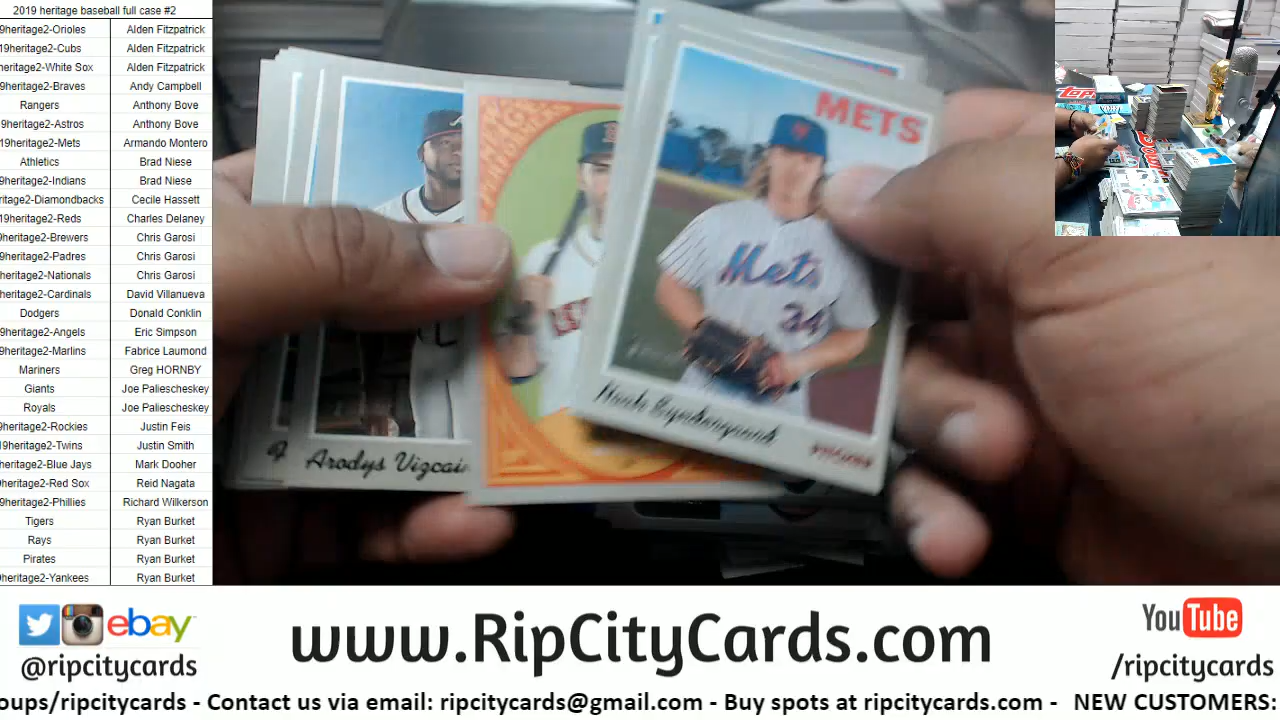 2019 heritage baseball full case #2
9heritage2-Orioles Alden Fitzpatrick
19heritage2-Cubs Alden Fitzpatrick
heritage2-White Sox Alden Fitzpatrick
9heritage2-Braves Andy Campbell
Rangers Anthony Bove
9heritage2-Astros Anthony Bove
19heritage2-Mets Armando Montero
Athletics Brad Niese
9heritage2-Indians Brad Niese
ritage2-Diamondbacks Cecile Hassett
19heritage2-Reds Charles Delaney
9heritage2-Brewers Chris Garosi
9heritage2-Padres Chris Garosi
heritage2-Nationals Chris Garosi
heritage2-Cardinals David Villanueva
Dodgers Donald Conklin
9heritage2-Angels Eric Simpson
9heritage2-Marlins Fabrice Laumond
Mariners Greg HORNBY
Giants Joe Paliescheskey
Royals Joe Paliescheskey
9heritage2-Rockies Justin Feis
19heritage2-Twins Justin Smith
heritage2-Blue Jays Mark Dooher
heritage2-Red Sox Reid Nagata
9heritage2-Phillies Richard Wilkerson
Tigers Ryan Burket
Rays Ryan Burket
Pirates Ryan Burket
heritage2-Yankees Ryan Burket
METS
Mets
34
Noah Syndergaard
PITCHER
Arodys Vizcai
topps
ebay
@ripcitycards
www.RipCityCards.com
YouTube
/ripcitycards
oups/ripcitycards - Contact us via email: ripcitycards@gmail.com - Buy spots at ripcitycards.com - NEW CUSTOMERS: